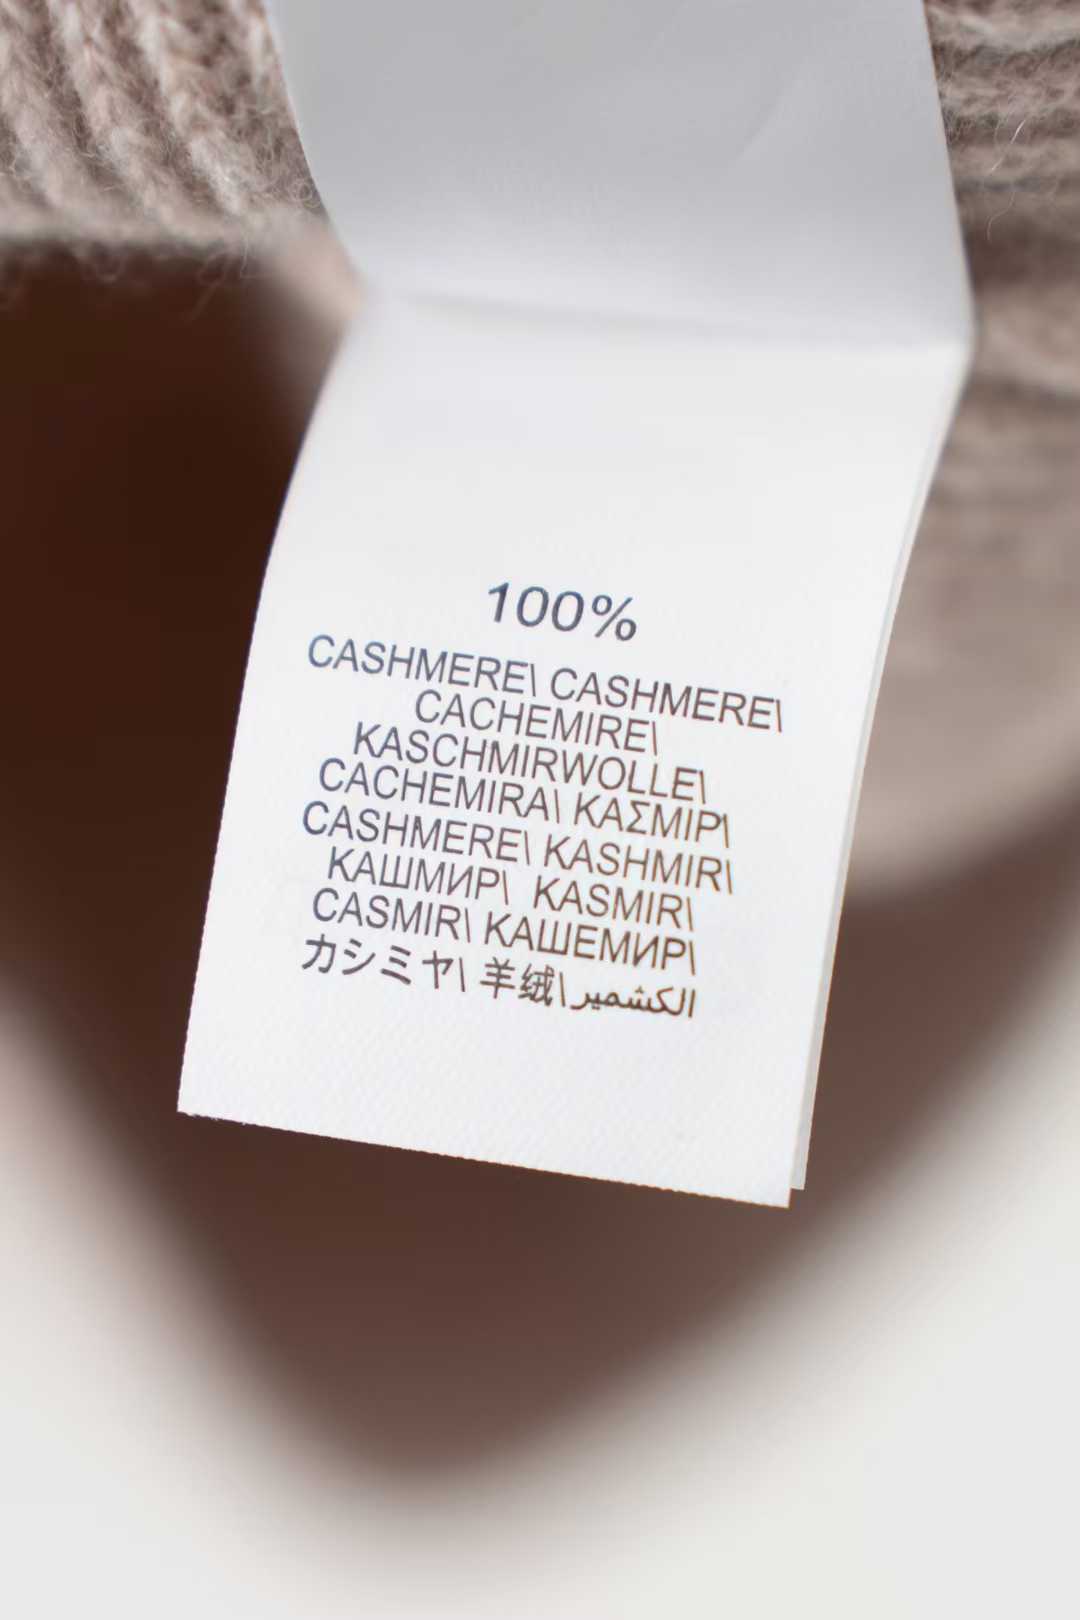 100%
CASHMERE\ CASHMERE\
CACHEMIRE\
KASCHMIRWOLLE\
CACHEMIRA\ ΚΑΣΜΙΡ\
CASHMERE\ KASHMIR\
КАШМИР\ KASMIR\
CASMIR\ КАШЕМИР\
カシミヤ\ 羊绒\الكشمير